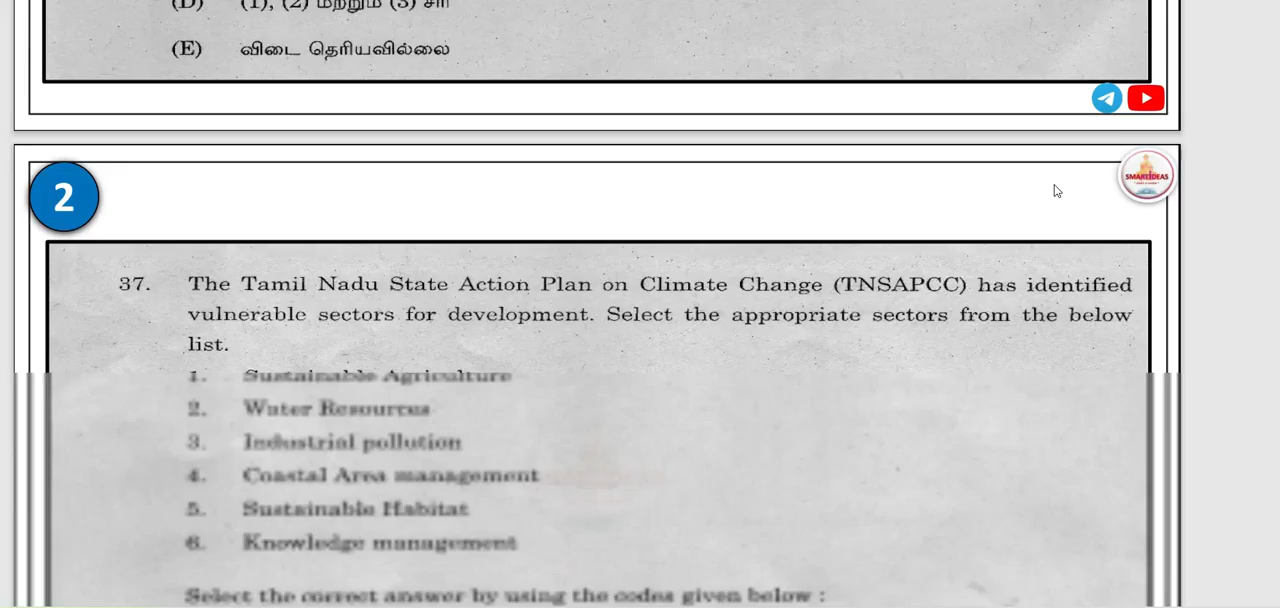 (D) (1), (2) மற்றும் (3) சரி
(E) விடை தெரியவில்லை
2
SMART IDEAS
37. The Tamil Nadu State Action Plan on Climate Change (TNSAPCC) has identified
vulnerable sectors for development. Select the appropriate sectors from the below
list.
1. Sustainable Agriculture
2. Water Resources
3. Industrial pollution
4. Coastal Area management
5. Sustainable Habitat
6. Knowledge management
Select the correct answer by using the codes given below :